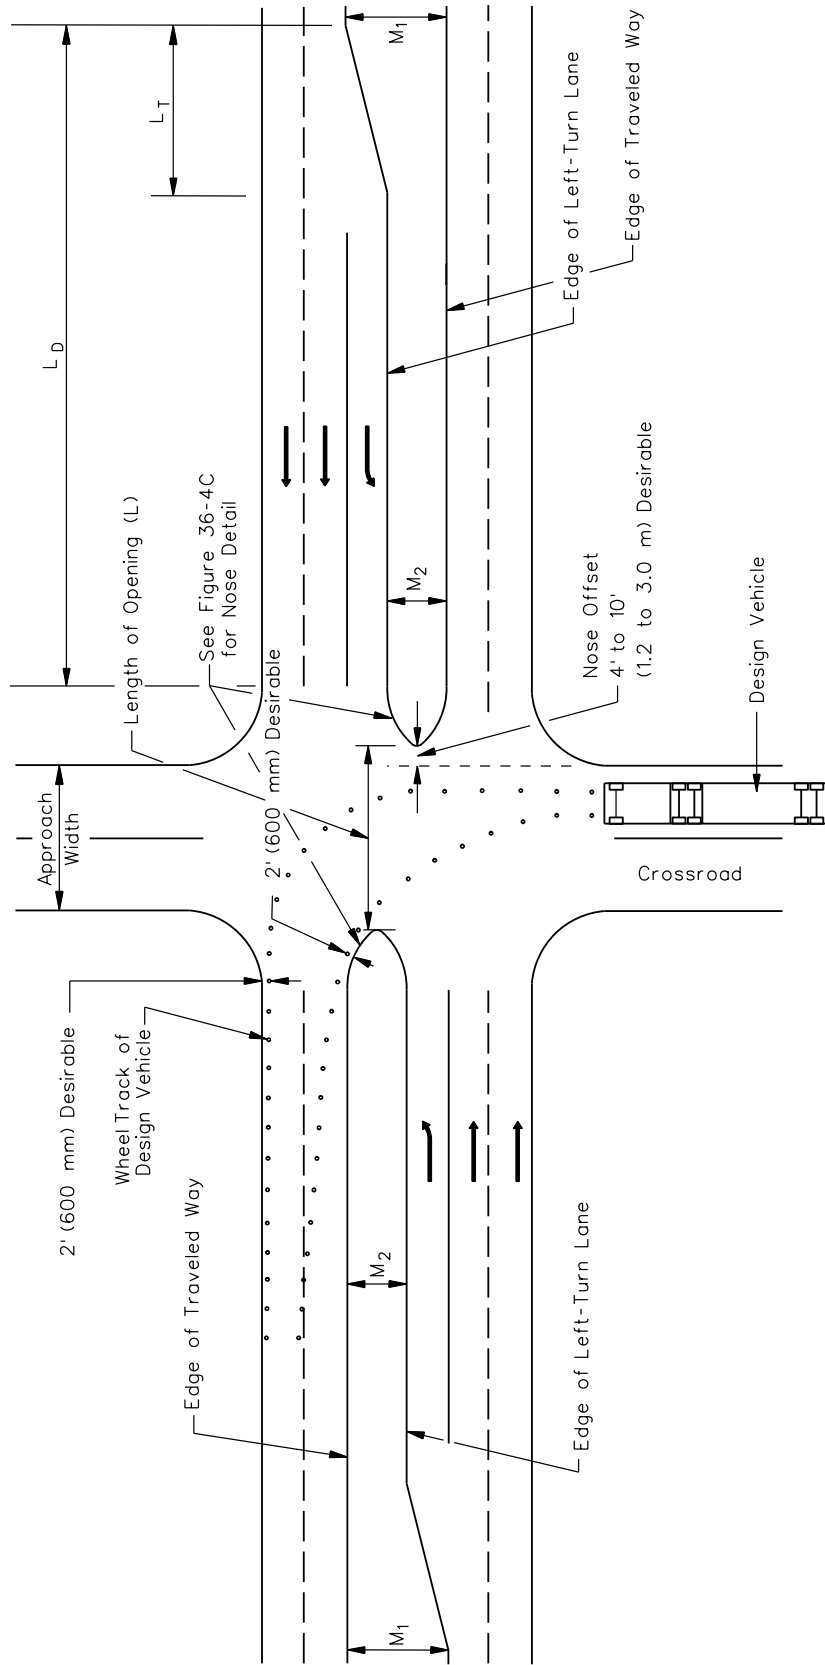 M1
LT
Edge of Left-Turn Lane
Edge of Traveled Way
LD
Length of Opening (L)
See Figure 36-4C
for Nose Detail
M2
Nose Offset
4' to 10'
(1.2 to 3.0 m) Desirable
2' (600 mm) Desirable
Design Vehicle
Approach
Width
Crossroad
2' (600 mm) Desirable
Wheel Track of
Design Vehicle
Edge of Traveled Way
M2
Edge of Left-Turn Lane
M1